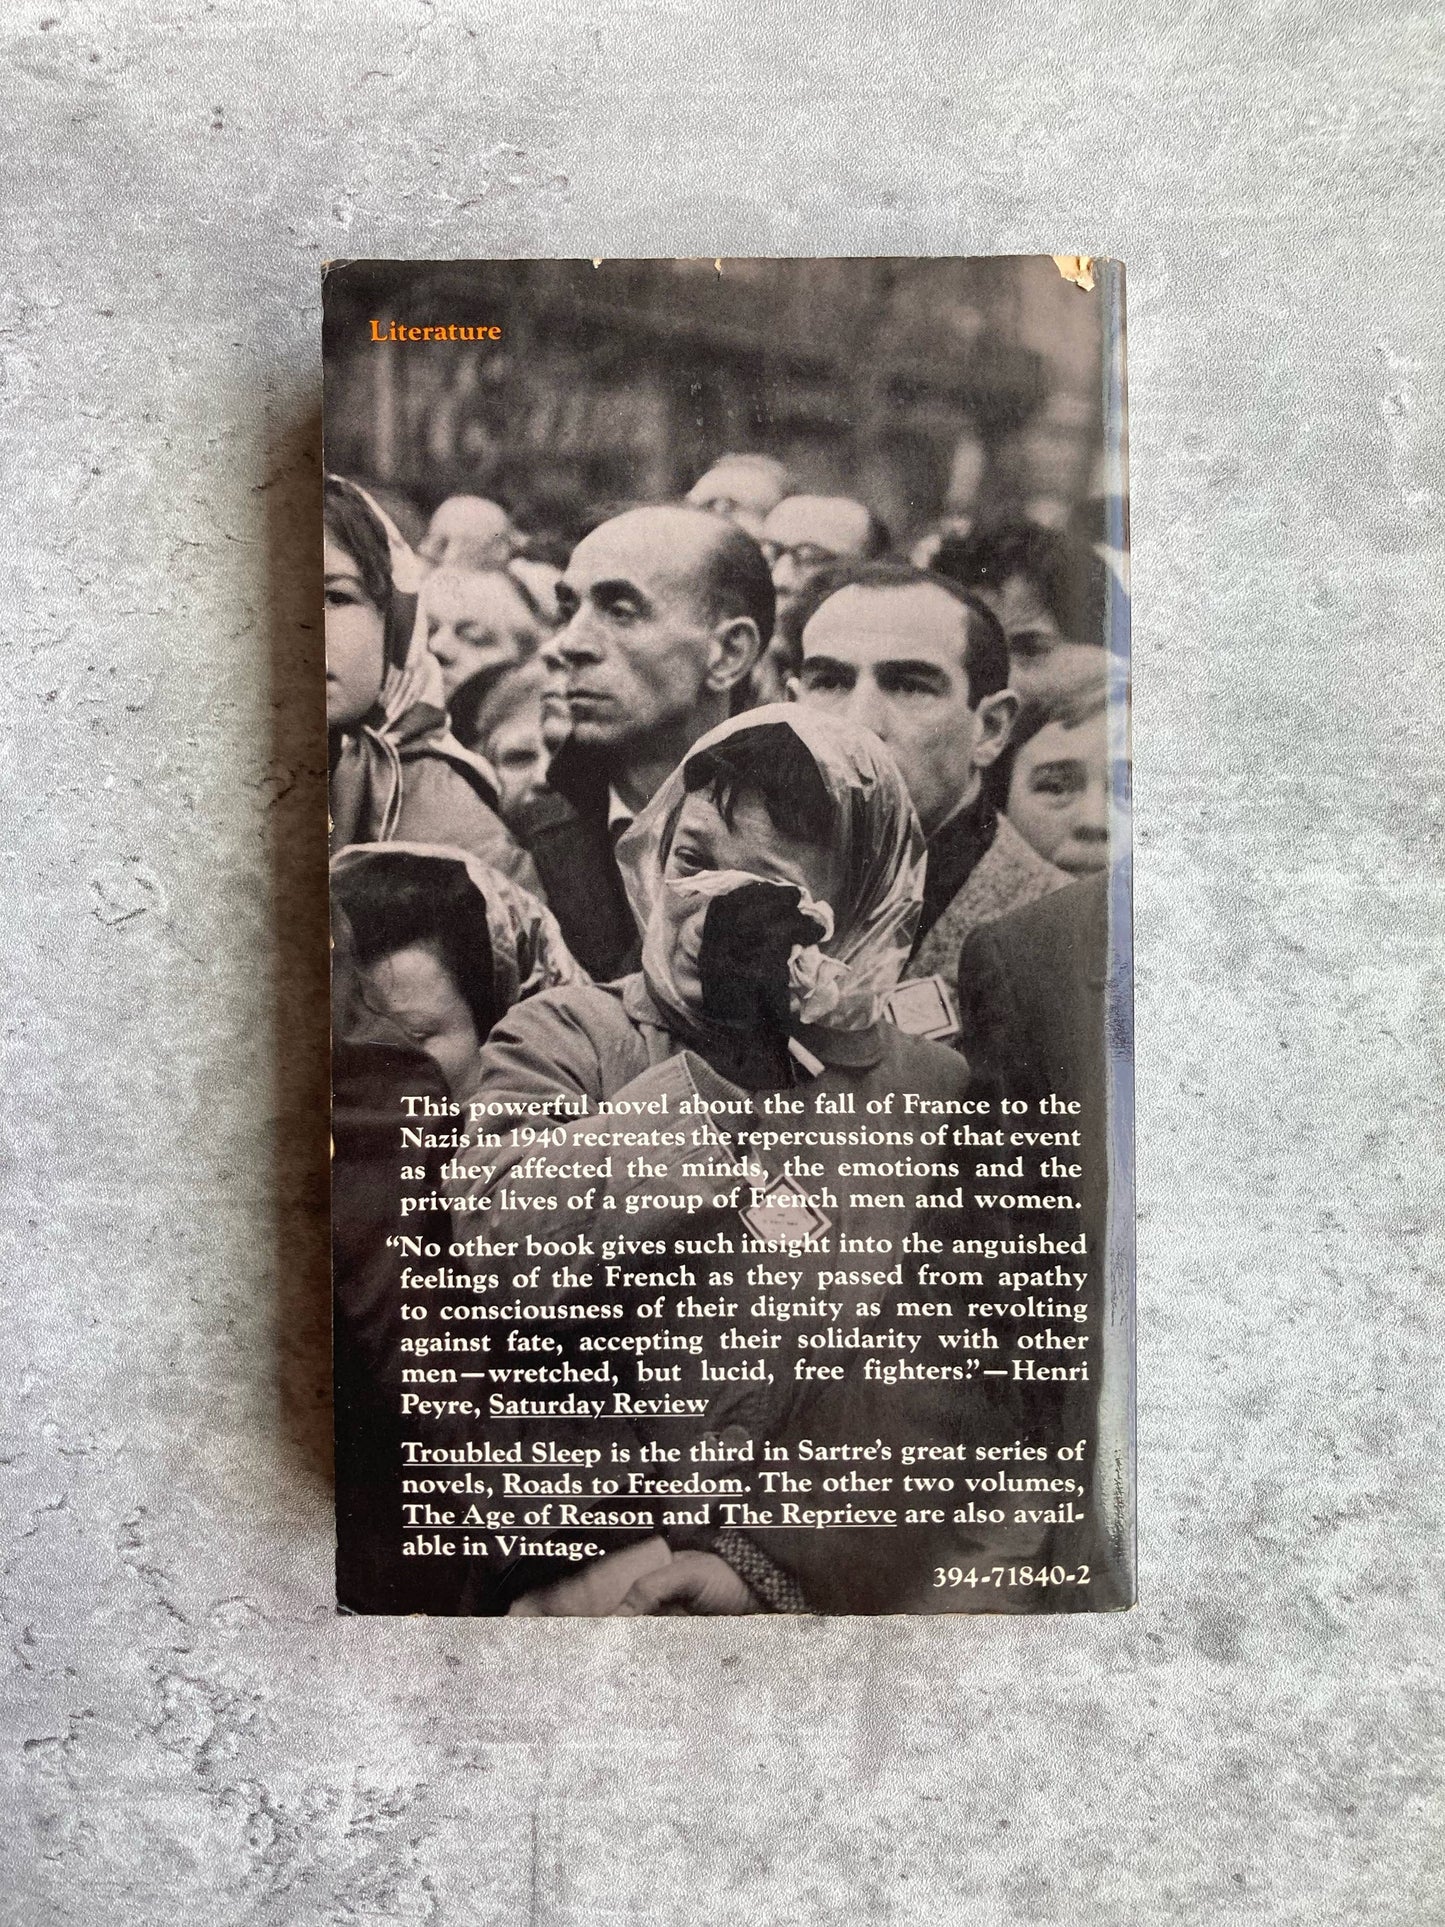 Literature
This powerful novel about the fall of France to the
Nazis in 1940 recreates the repercussions of that event
as they affected the minds, the emotions and the
private lives of a group of French men and women.
“No other book gives such insight into the anguished
feelings of the French as they passed from apathy
to consciousness of their dignity as men revolting
against fate, accepting their solidarity with other
men—wretched, but lucid, free fighters.”—Henri
Peyre, Saturday Review
Troubled Sleep is the third in Sartre’s great series of
novels, Roads to Freedom. The other two volumes,
The Age of Reason and The Reprieve are also avail-
able in Vintage.
394-71840-2